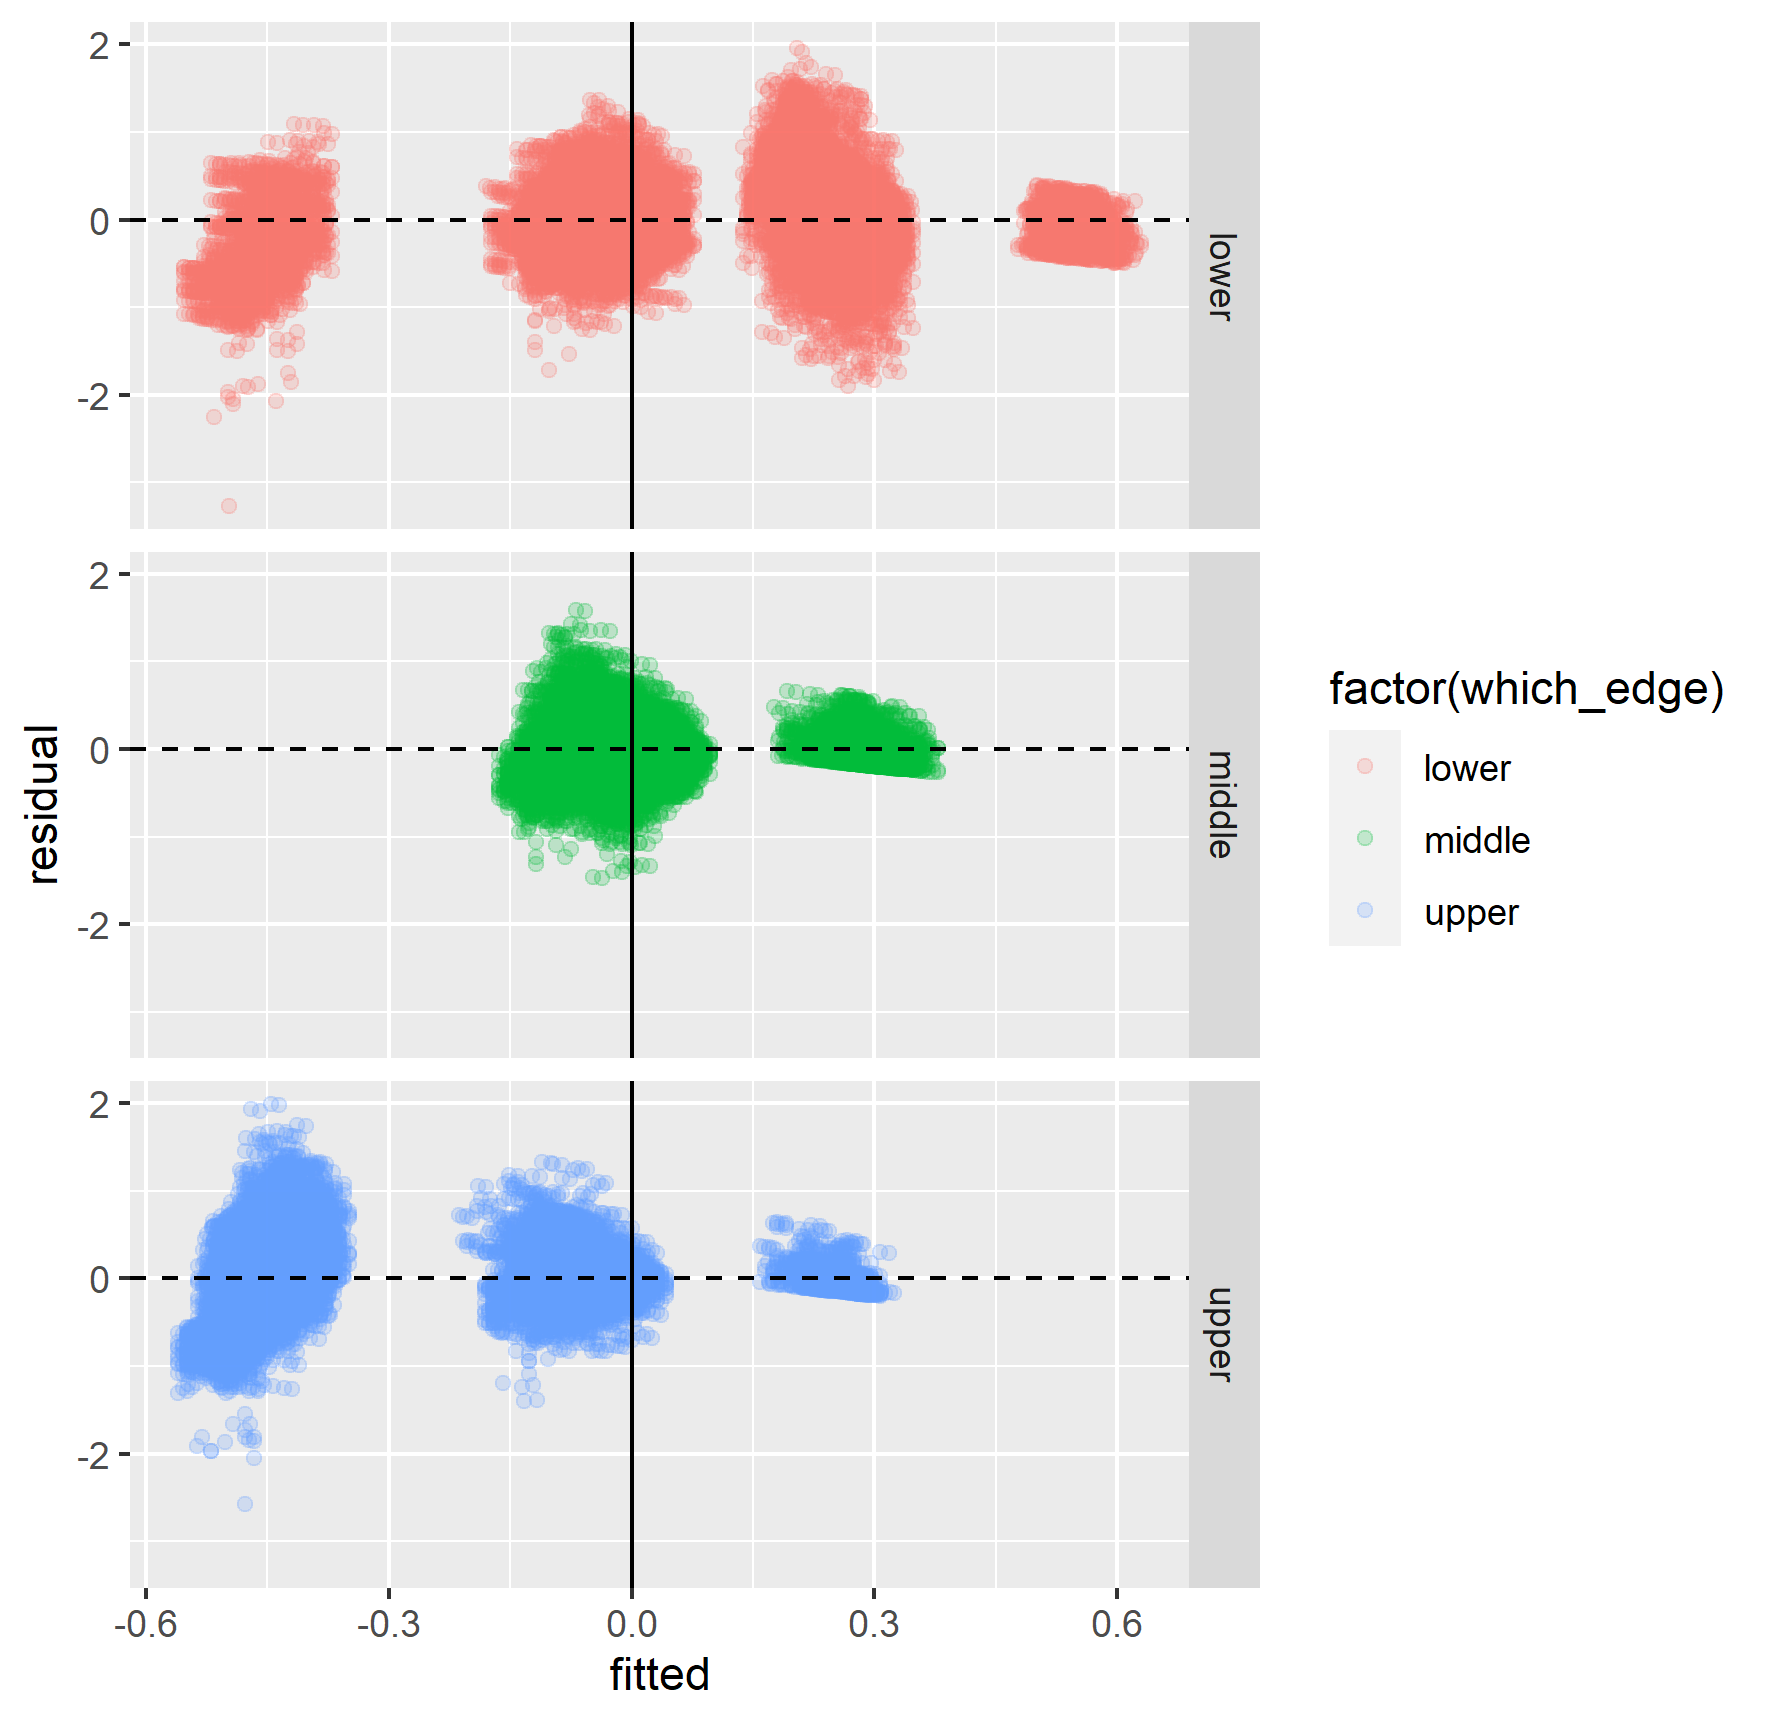 2
0
-2
lower
2
0
-2
middle
2
0
-2
upper
-0.6
-0.3
0.0
0.3
0.6
fitted
residual
factor(which_edge)
lower
middle
upper